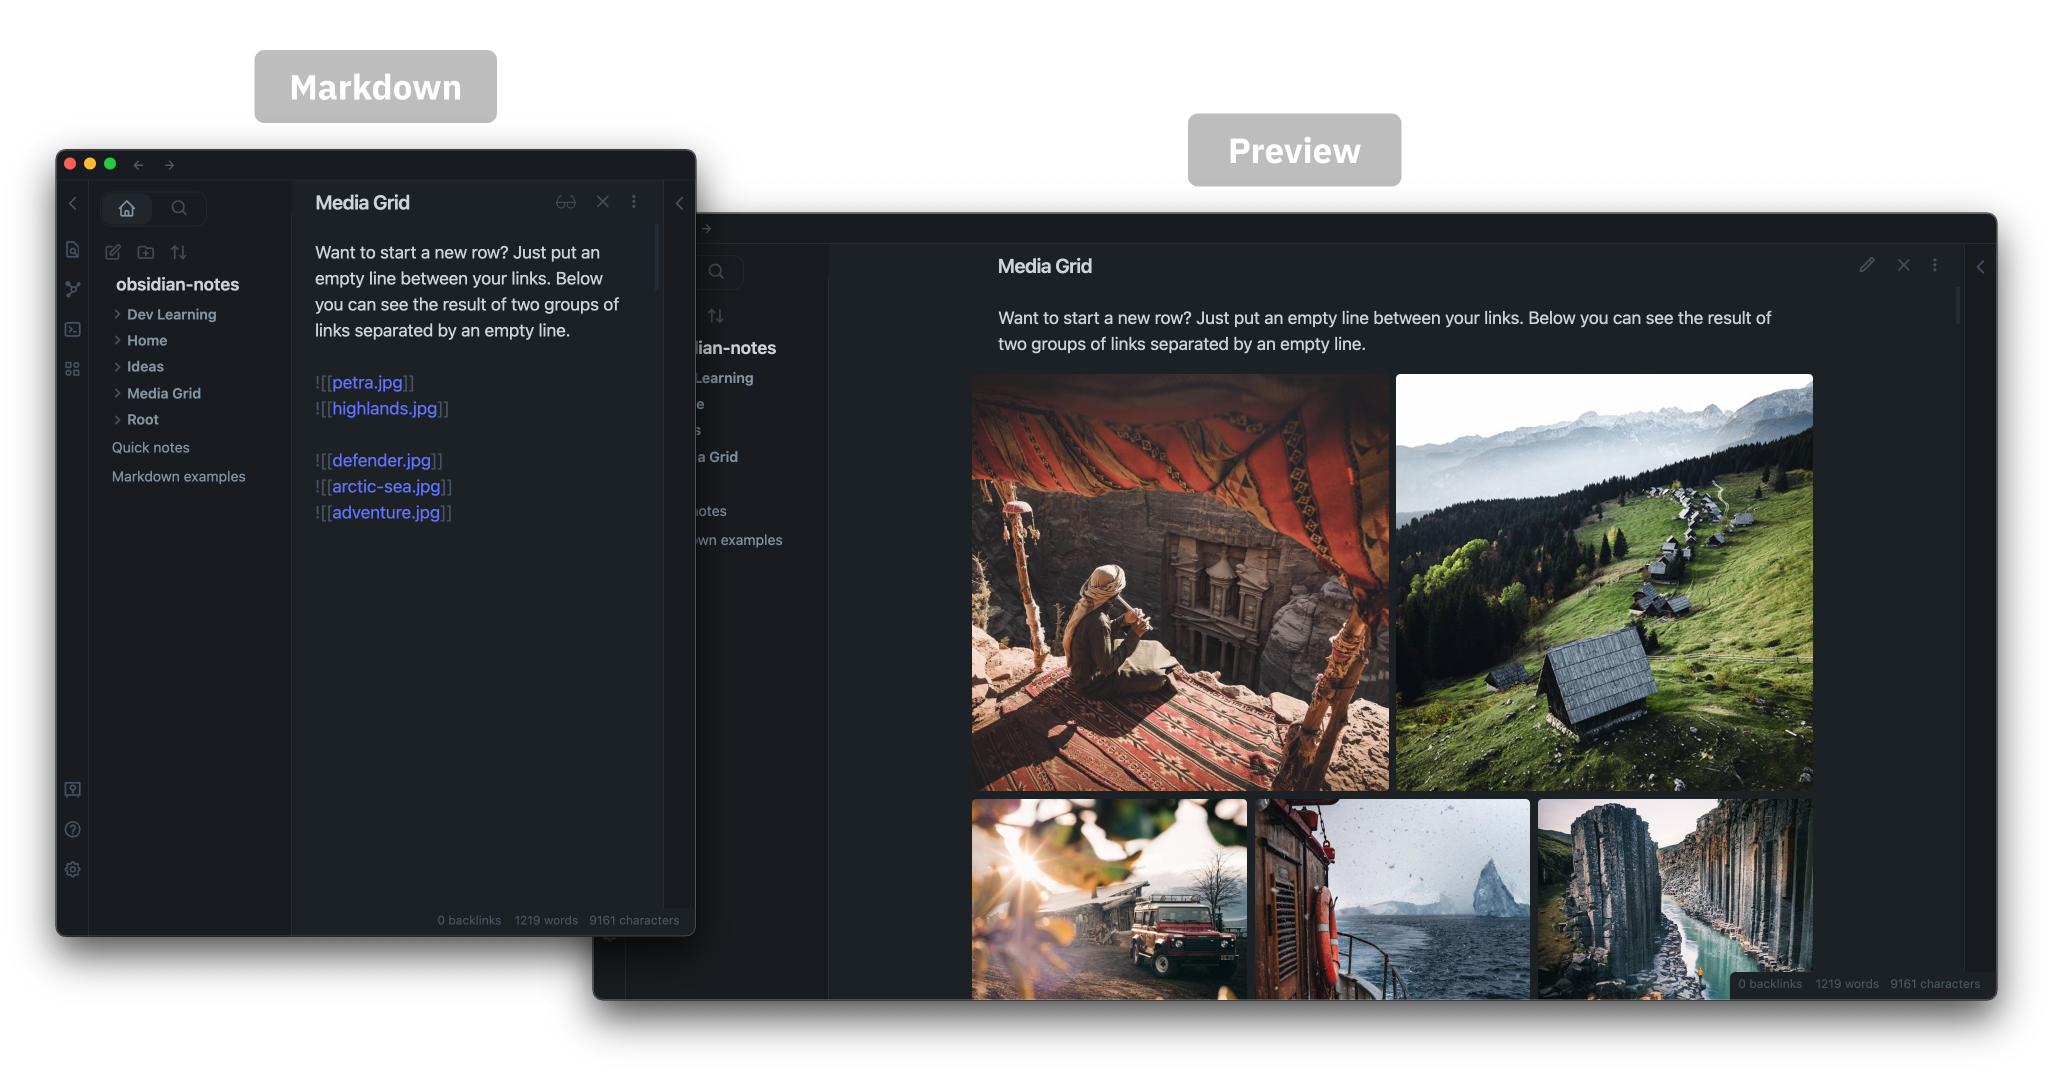 Markdown
Preview
Media Grid
Want to start a new row? Just put an
empty line between your links. Below
you can see the result of two groups of
links separated by an empty line.
![[petra.jpg]]
![[highlands.jpg]]
![[defender.jpg]]
![[arctic-sea.jpg]]
![[adventure.jpg]]
obsidian-notes
Dev Learning
Home
Ideas
Media Grid
Root
Quick notes
Markdown examples
0 backlinks 1219 words 9161 characters
Media Grid
Want to start a new row? Just put an empty line between your links. Below you can see the result of
two groups of links separated by an empty line.
ian-notes
Learning
e
s
a Grid
otes
wn examples
0 backlinks 1219 words 9161 characters